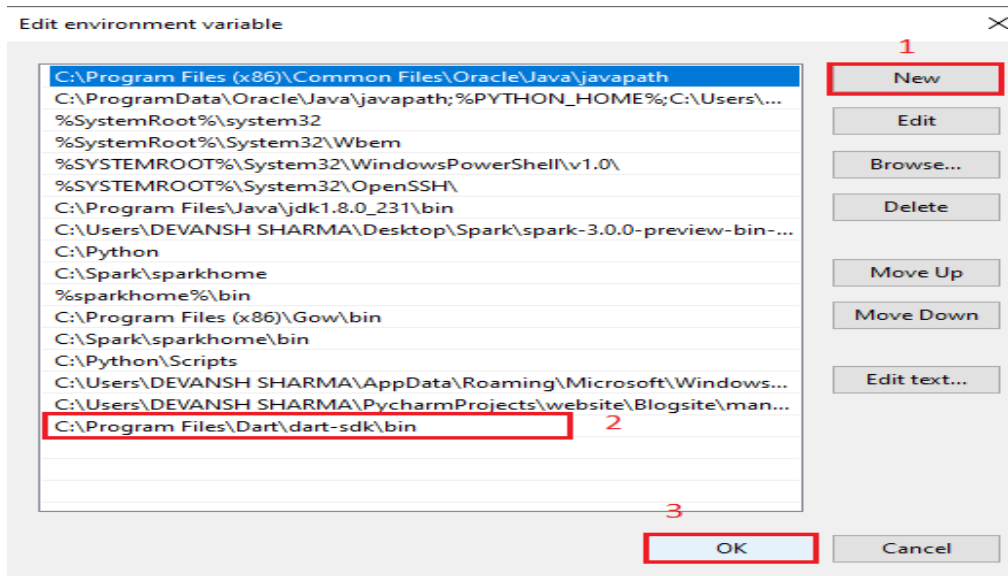 Edit environment variable
1
C:\Program Files (x86)\Common Files\Oracle\Java\javapath
New
C:\ProgramData\Oracle\Java\javapath;%PYTHON_HOME%;C:\Users\...
%SystemRoot%\system32
Edit
%SystemRoot%\System32\Wbem
%SYSTEMROOT%\System32\WindowsPowerShell\v1.0\
Browse...
%SYSTEMROOT%\System32\OpenSSH\
C:\Program Files\Java\jdk1.8.0_231\bin
Delete
C:\Users\DEVANSH SHARMA\Desktop\Spark\spark-3.0.0-preview-bin-...
C:\Python
C:\Spark\sparkhome
Move Up
%sparkhome%\bin
C:\Program Files (x86)\Gow\bin
Move Down
C:\Spark\sparkhome\bin
C:\Python\Scripts
C:\Users\DEVANSH SHARMA\AppData\Roaming\Microsoft\Windows...
Edit text...
C:\Users\DEVANSH SHARMA\PycharmProjects\website\Blogsite\man...
C:\Program Files\Dart\dart-sdk\bin
2
3
OK
Cancel